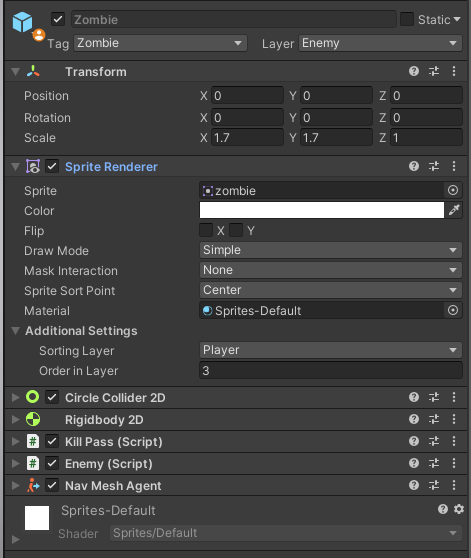 Zombie Static
Tag Zombie Layer Enemy
Transform
Position X 0 Y 0 Z 0
Rotation X 0 Y 0 Z 0
Scale X 1.7 Y 1.7 Z 1
Sprite Renderer
Sprite zombie
Color
Flip X Y
Draw Mode Simple
Mask Interaction None
Sprite Sort Point Center
Material Sprites-Default
Additional Settings
Sorting Layer Player
Order in Layer 3
Circle Collider 2D
Rigidbody 2D
# Kill Pass (Script)
# Enemy (Script)
Nav Mesh Agent
Sprites-Default
Shader Sprites/Default